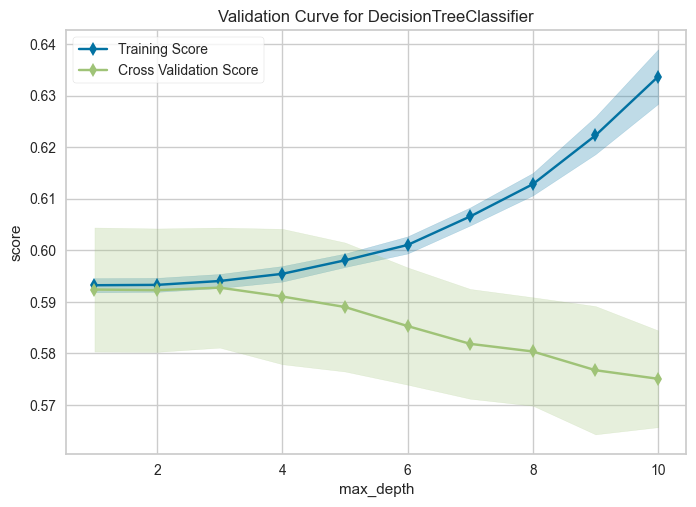 Validation Curve for DecisionTreeClassifier
Training Score
Cross Validation Score
0.64
0.63
0.62
0.61
0.60
0.59
0.58
0.57
score
2 4 6 8 10
max_depth